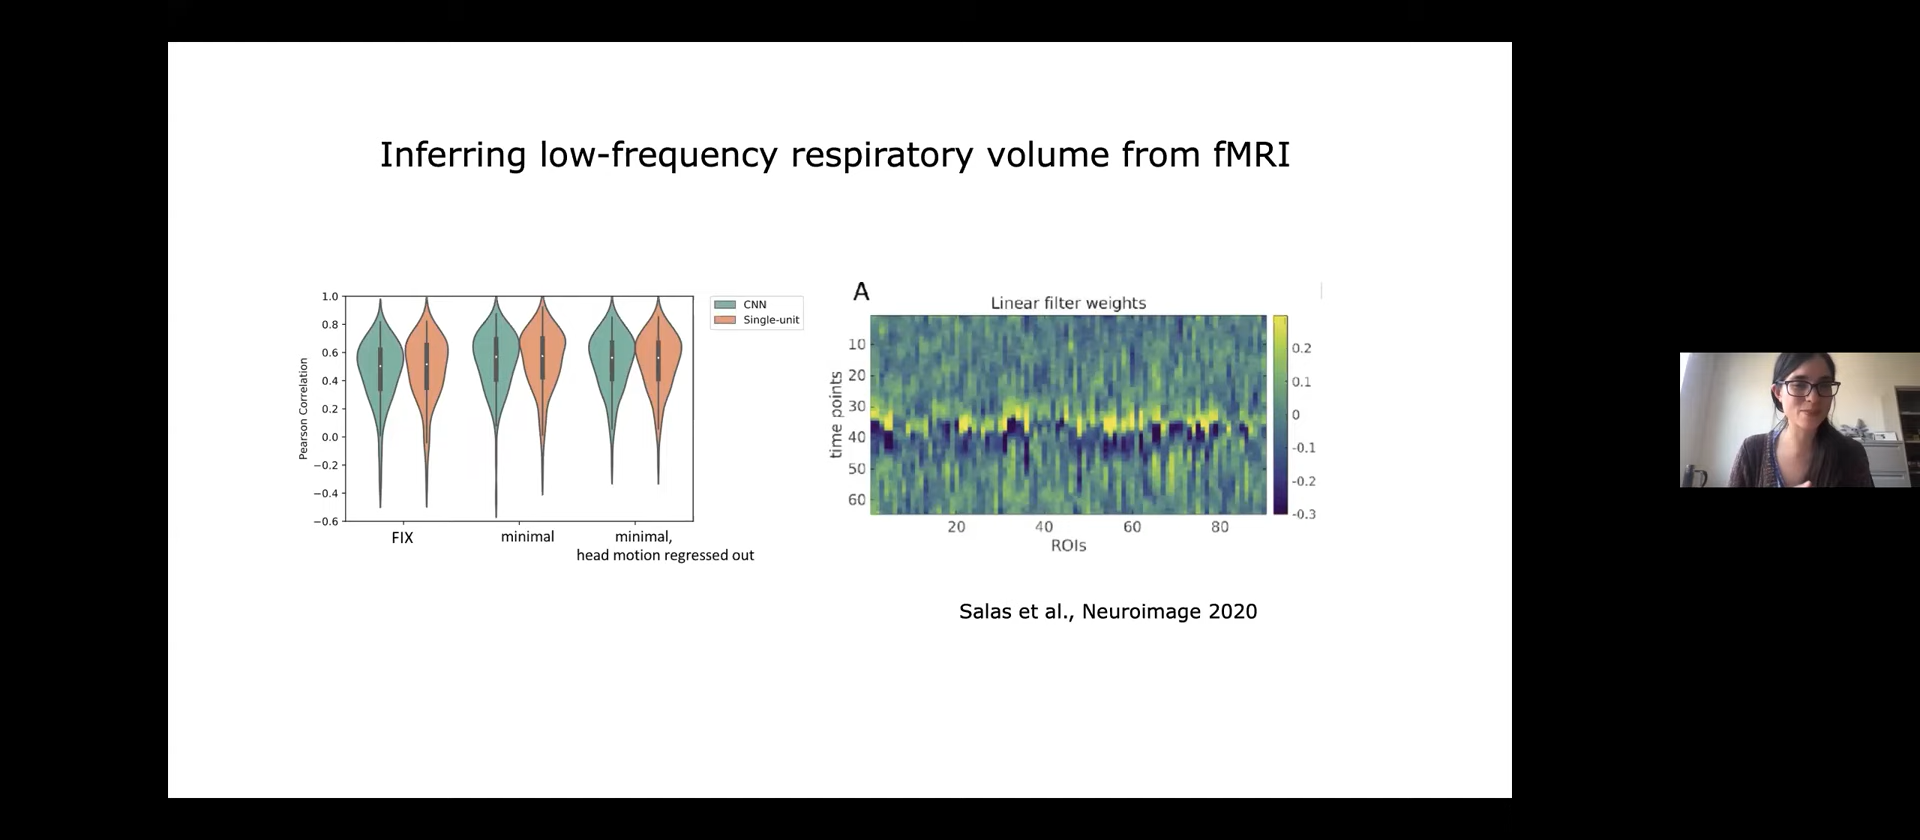 Inferring low-frequency respiratory volume from fMRI
1.0
0.8
0.6
0.4
0.2
0.0
−0.2
−0.4
−0.6
Pearson Correlation
CNN
Single-unit
FIX
minimal
minimal,
head motion regressed out
A
Linear filter weights
10
20
30
40
50
60
time points
20
40
60
80
ROIs
0.2
0.1
0
-0.1
-0.2
-0.3
Salas et al., Neuroimage 2020